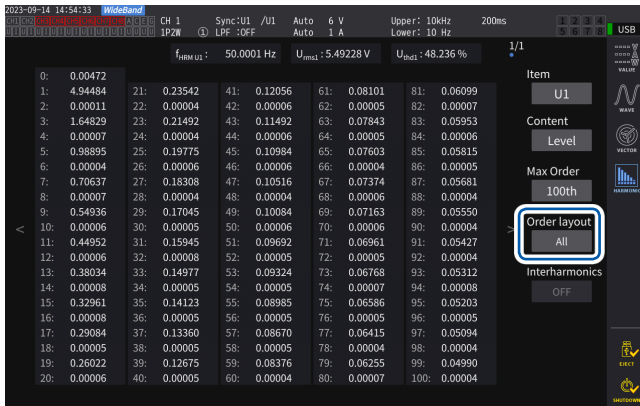 2023-09-14 14:54:33 WideBand
CH 1 Sync:U1 /U1 Auto 6 V Upper: 10kHz 200ms
1P2W ① LPF :OFF Auto 1 A Lower: 10 Hz
1 2 3 4
5 6 7 8
USB
fHRM U1 : 50.0001 Hz Urms1 : 5.49228 V Uthd1 : 48.236 % 1/1
0: 0.00472
1: 4.94484 21: 0.23542 41: 0.12056 61: 0.08101 81: 0.06099
2: 0.00011 22: 0.00004 42: 0.00006 62: 0.00005 82: 0.00007
3: 1.64829 23: 0.21492 43: 0.11492 63: 0.07843 83: 0.05953
4: 0.00007 24: 0.00004 44: 0.00006 64: 0.00005 84: 0.00006
5: 0.98895 25: 0.19775 45: 0.10984 65: 0.07603 85: 0.05815
6: 0.00004 26: 0.00006 46: 0.00006 66: 0.00004 86: 0.00005
7: 0.70637 27: 0.18308 47: 0.10516 67: 0.07374 87: 0.05681
8: 0.00007 28: 0.00004 48: 0.00004 68: 0.00006 88: 0.00004
9: 0.54936 29: 0.17045 49: 0.10084 69: 0.07163 89: 0.05550
10: 0.00006 30: 0.00005 50: 0.00006 70: 0.00006 90: 0.00004
11: 0.44952 31: 0.15945 51: 0.09692 71: 0.06961 91: 0.05427
12: 0.00006 32: 0.00008 52: 0.00005 72: 0.00005 92: 0.00004
13: 0.38034 33: 0.14977 53: 0.09324 73: 0.06768 93: 0.05312
14: 0.00008 34: 0.00005 54: 0.00005 74: 0.00007 94: 0.00008
15: 0.32961 35: 0.14123 55: 0.08985 75: 0.06586 95: 0.05203
16: 0.00008 36: 0.00005 56: 0.00005 76: 0.00005 96: 0.00004
17: 0.29084 37: 0.13360 57: 0.08670 77: 0.06415 97: 0.05094
18: 0.00005 38: 0.00005 58: 0.00005 78: 0.00004 98: 0.00004
19: 0.26022 39: 0.12675 59: 0.08376 79: 0.06255 99: 0.04990
20: 0.00006 40: 0.00005 60: 0.00004 80: 0.00007 100: 0.00004
Item
U1
Content
Level
Max Order
100th
Order layout
All
Interharmonics
OFF
VALUE
WAVE
VECTOR
HARMONIC
EJECT
SHUTDOWN